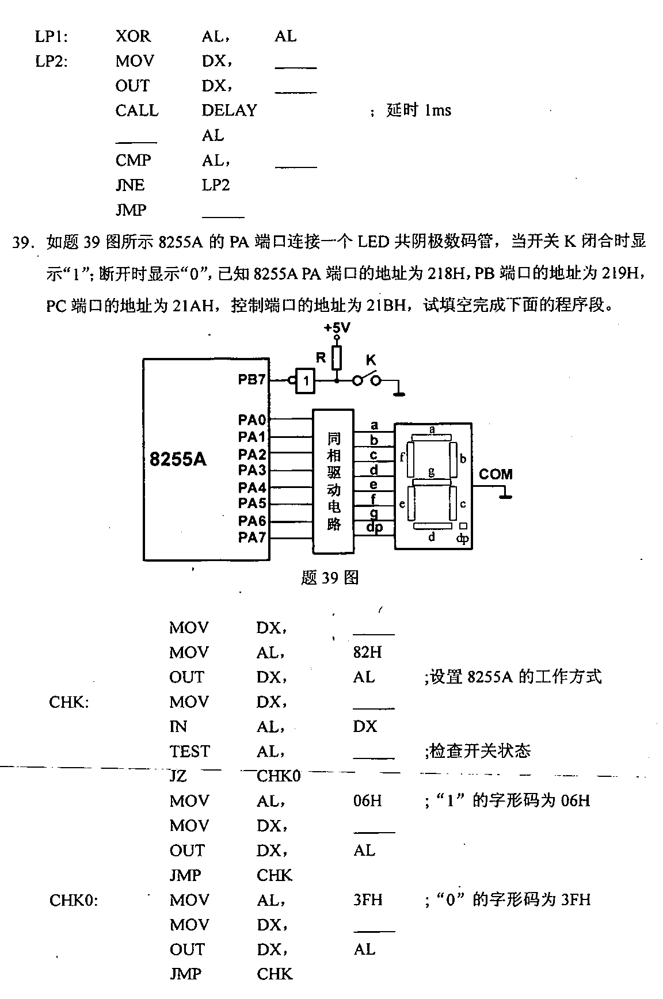 LP1: XOR AL， AL
LP2: MOV DX， ____
OUT DX， ____
CALL DELAY ；延时 1ms
____ AL
CMP AL， ____
JNE LP2
JMP ____
39．如题 39 图所示 8255A 的 PA 端口连接一个 LED 共阴极数码管，当开关 K 闭合时显
示“1”；断开时显示“0”，已知 8255A PA 端口的地址为 218H，PB 端口的地址为 219H，
PC 端口的地址为 21AH，控制端口的地址为 21BH，试填空完成下面的程序段。
+5V
R K
PB7 1
PA0
PA1
PA2
8255A
PA3
PA4
PA5
PA6
PA7
同相驱动电路
a
b
c
d
e
f
g
dp
a
f b
g
e c
d dp
COM
题 39 图
MOV DX， ____
MOV AL， 82H
OUT DX， AL ;设置 8255A 的工作方式
CHK: MOV DX， ____
IN AL， DX
TEST AL， ____ ;检查开关状态
JZ CHK0
MOV AL， 06H ；“1”的字形码为 06H
MOV DX， ____
OUT DX， AL
JMP CHK
CHK0: MOV AL， 3FH ；“0”的字形码为 3FH
MOV DX， ____
OUT DX， AL
JMP CHK